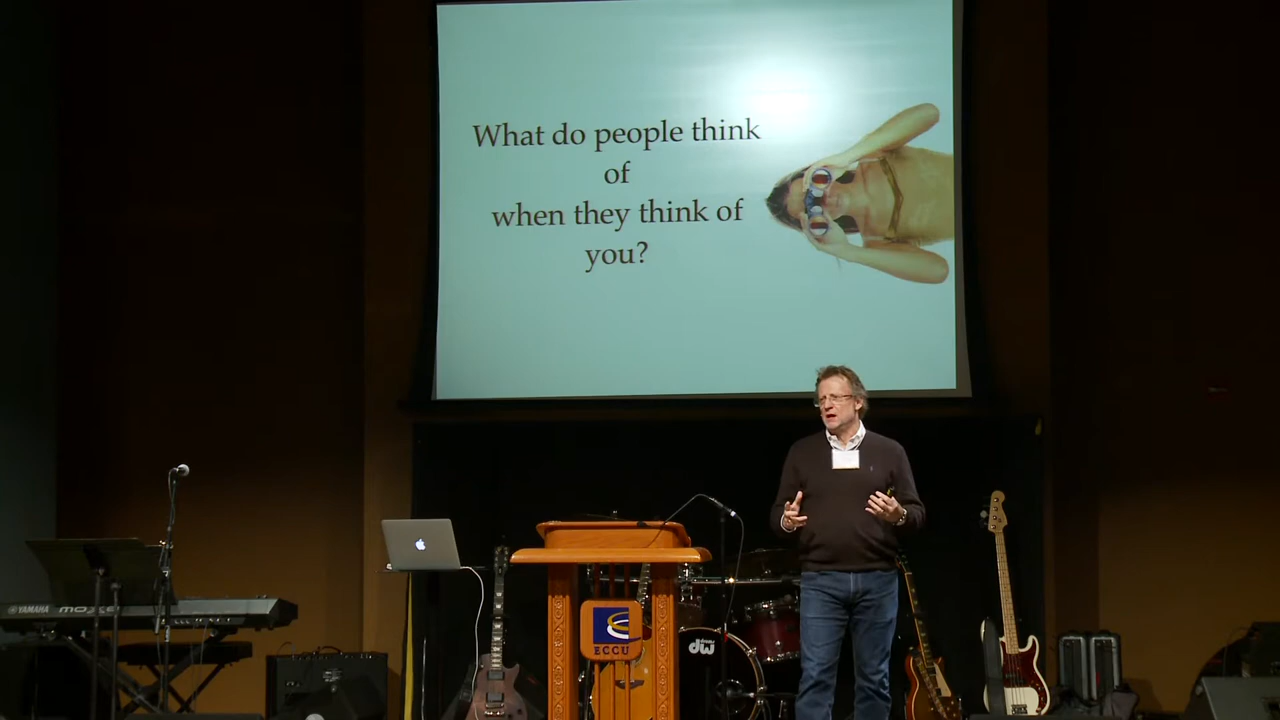 What do people think
of
when they think of
you?
YAMAHA
ECCU
dw